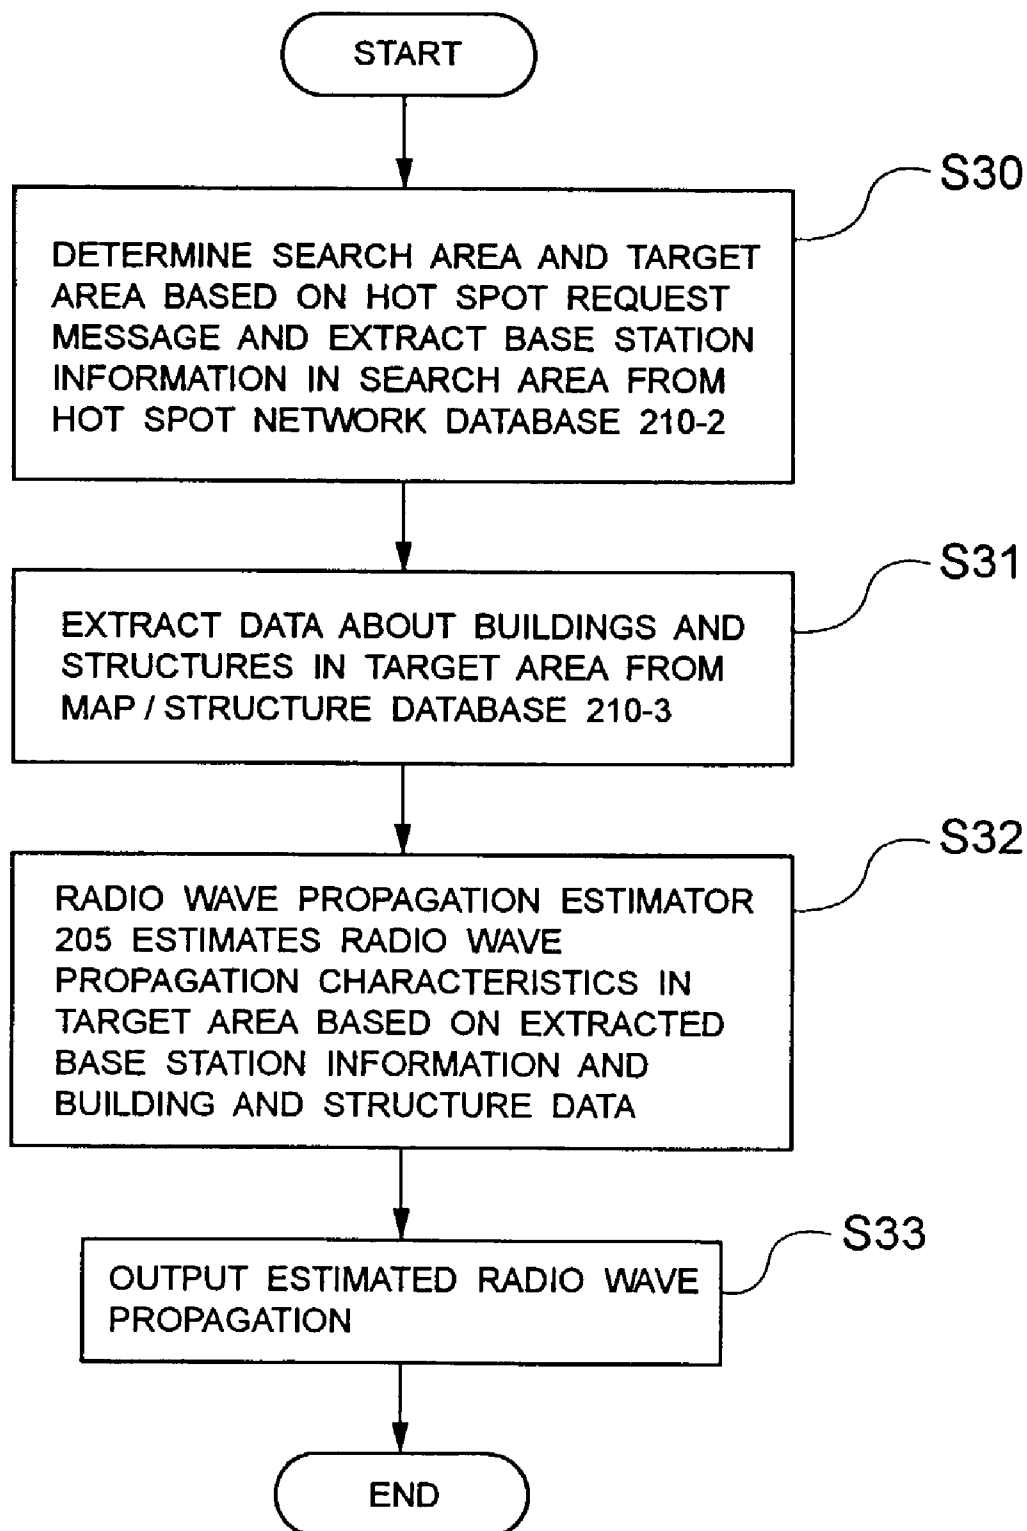 START
S30
DETERMINE SEARCH AREA AND TARGET
AREA BASED ON HOT SPOT REQUEST
MESSAGE AND EXTRACT BASE STATION
INFORMATION IN SEARCH AREA FROM
HOT SPOT NETWORK DATABASE 210-2
S31
EXTRACT DATA ABOUT BUILDINGS AND
STRUCTURES IN TARGET AREA FROM
MAP / STRUCTURE DATABASE 210-3
S32
RADIO WAVE PROPAGATION ESTIMATOR
205 ESTIMATES RADIO WAVE
PROPAGATION CHARACTERISTICS IN
TARGET AREA BASED ON EXTRACTED
BASE STATION INFORMATION AND
BUILDING AND STRUCTURE DATA
S33
OUTPUT ESTIMATED RADIO WAVE
PROPAGATION
END